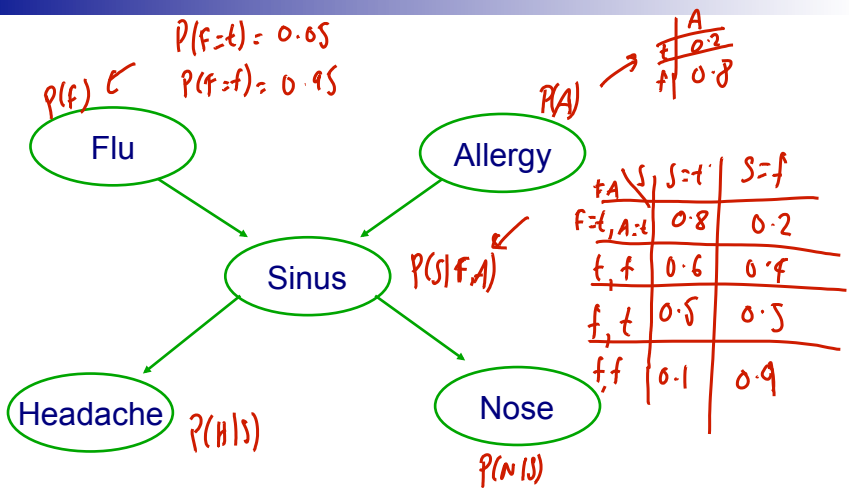 P(F=t) = 0.05
P(F=f) = 0.95
P(F)
P(A)
A
t 0.2
f 0.8
Flu
Allergy
Sinus
P(S|F,A)
FA S S=t S=f
F=t, A=t 0.8 0.2
t, f 0.6 0.4
f, t 0.5 0.5
f, f 0.1 0.9
Headache
P(H|S)
Nose
P(N|S)